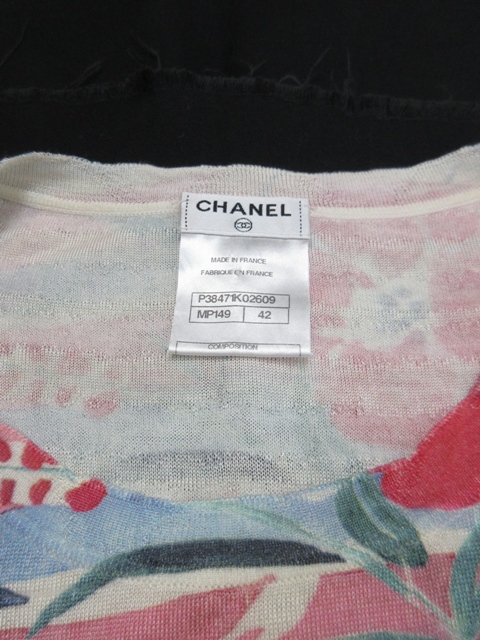 CHANEL
MADE IN FRANCE
FABRIQUE EN FRANCE
P38471K02609
MP149 42
COMPOSITION